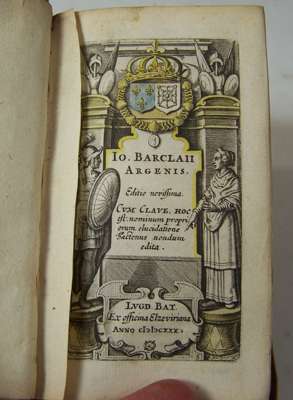 IO. BARCLAII
ARGENIS.
Editio novissima.
CUM CLAVE, HOC
est, nominum propri-
orum elucidatione
hactenus nondum
edita.
LUGD BAT.
Ex officina Elzeviriana
ANNO CIↃIↃCXXX.